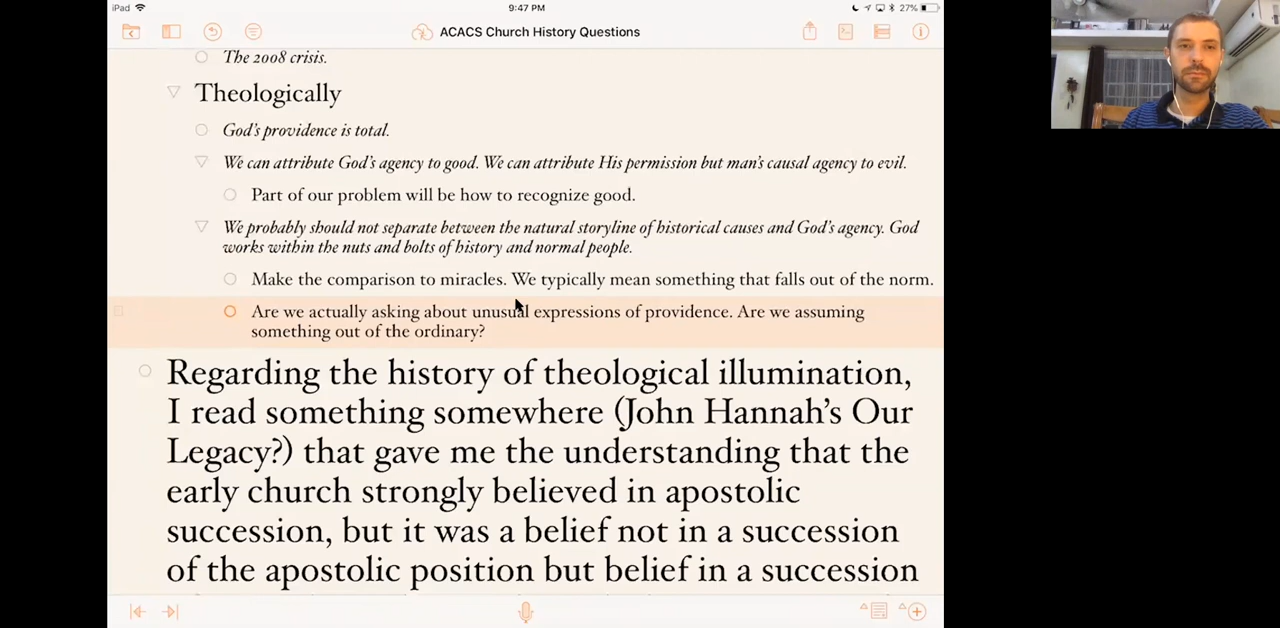 iPad
9:47 PM
27%
ACACS Church History Questions
The 2008 crisis.
Theologically
God's providence is total.
We can attribute God's agency to good. We can attribute His permission but man's causal agency to evil.
Part of our problem will be how to recognize good.
We probably should not separate between the natural storyline of historical causes and God's agency. God
works within the nuts and bolts of history and normal people.
Make the comparison to miracles. We typically mean something that falls out of the norm.
Are we actually asking about unusual expressions of providence. Are we assuming
something out of the ordinary?
Regarding the history of theological illumination,
I read something somewhere (John Hannah's Our
Legacy?) that gave me the understanding that the
early church strongly believed in apostolic
succession, but it was a belief not in a succession
of the apostolic position but belief in a succession